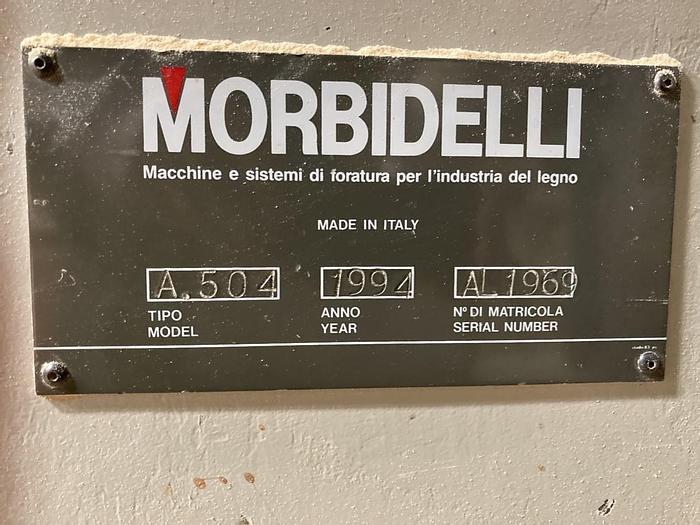 MORBIDELLI
Macchine e sistemi di foratura per l'industria del legno
MADE IN ITALY
A.504 1994 AL1969
TIPO ANNO N° DI MATRICOLA
MODEL YEAR SERIAL NUMBER